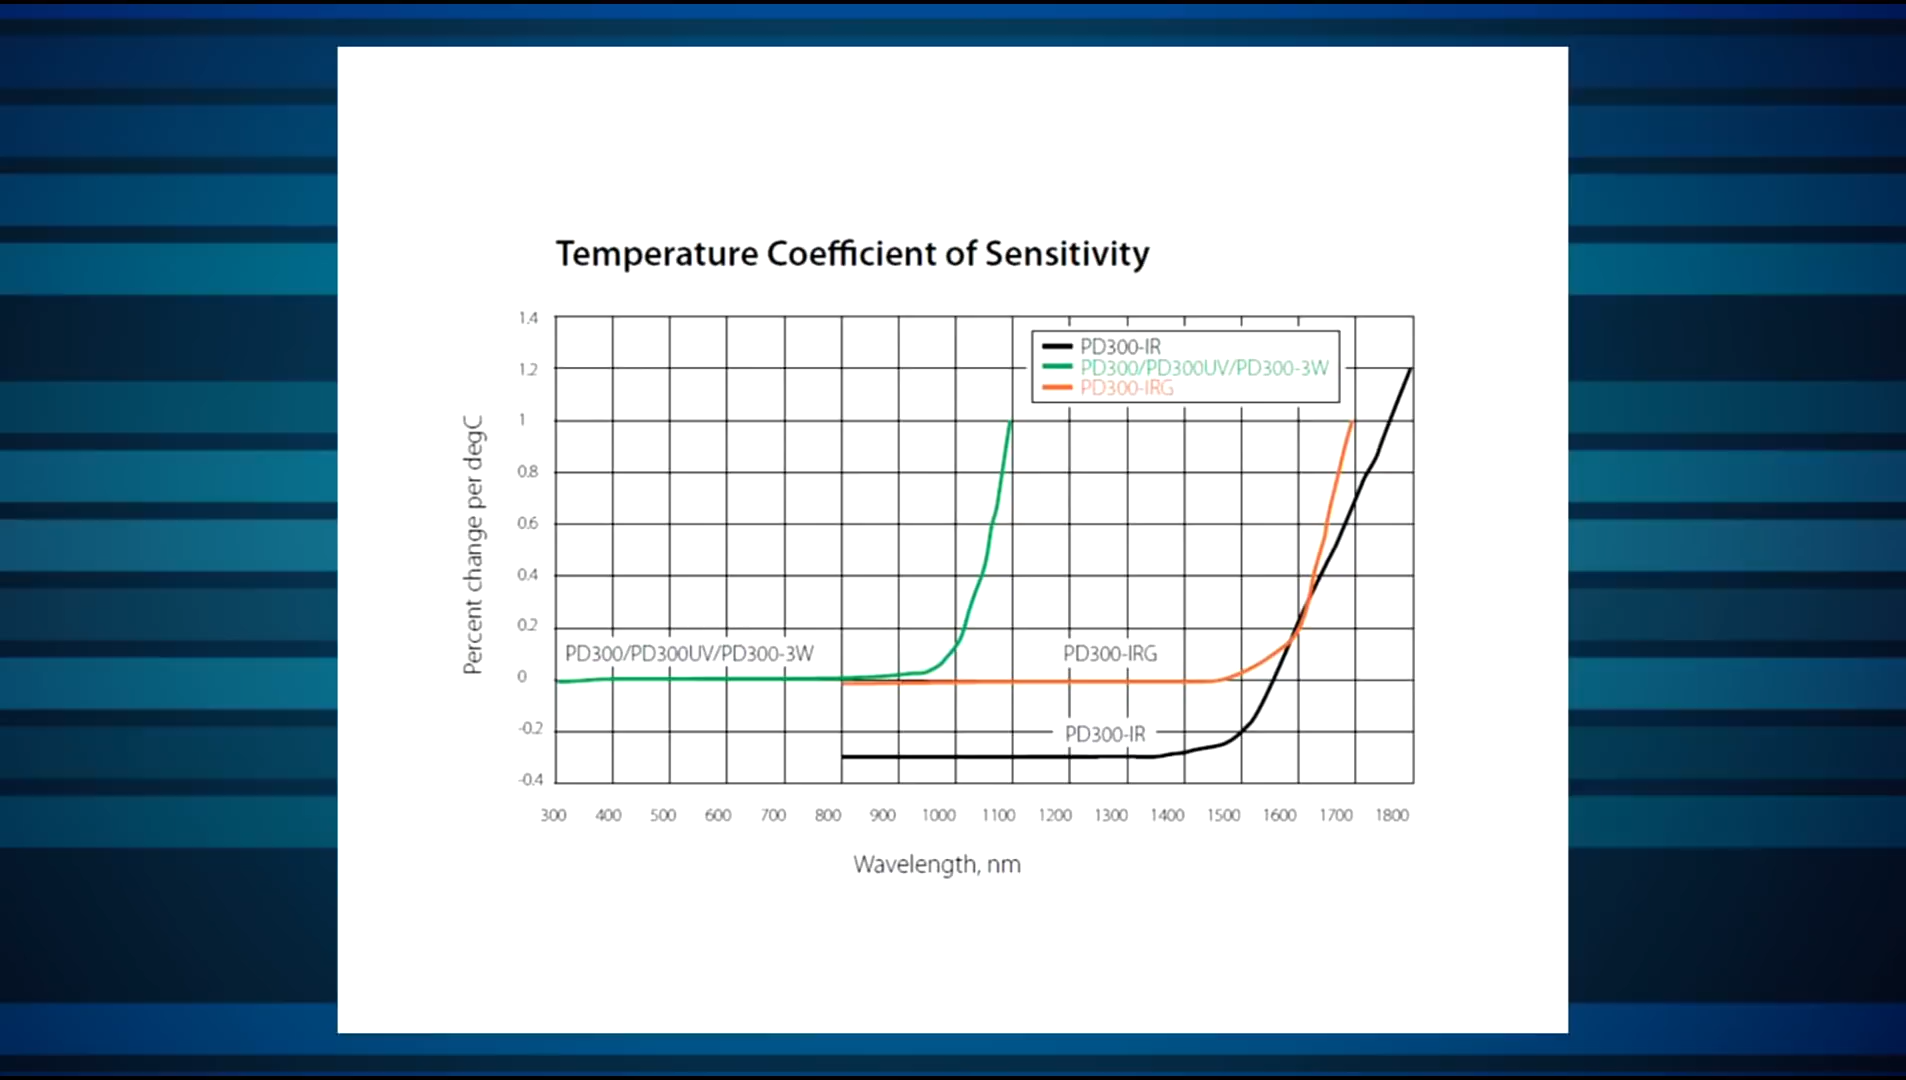 Temperature Coefficient of Sensitivity
1.4
1.2
1
0.8
0.6
0.4
0.2
0
-0.2
-0.4
Percent change per degC
PD300-IR
PD300/PD300UV/PD300-3W
PD300-IRG
PD300/PD300UV/PD300-3W
PD300-IRG
PD300-IR
300 400 500 600 700 800 900 1000 1100 1200 1300 1400 1500 1600 1700 1800
Wavelength, nm